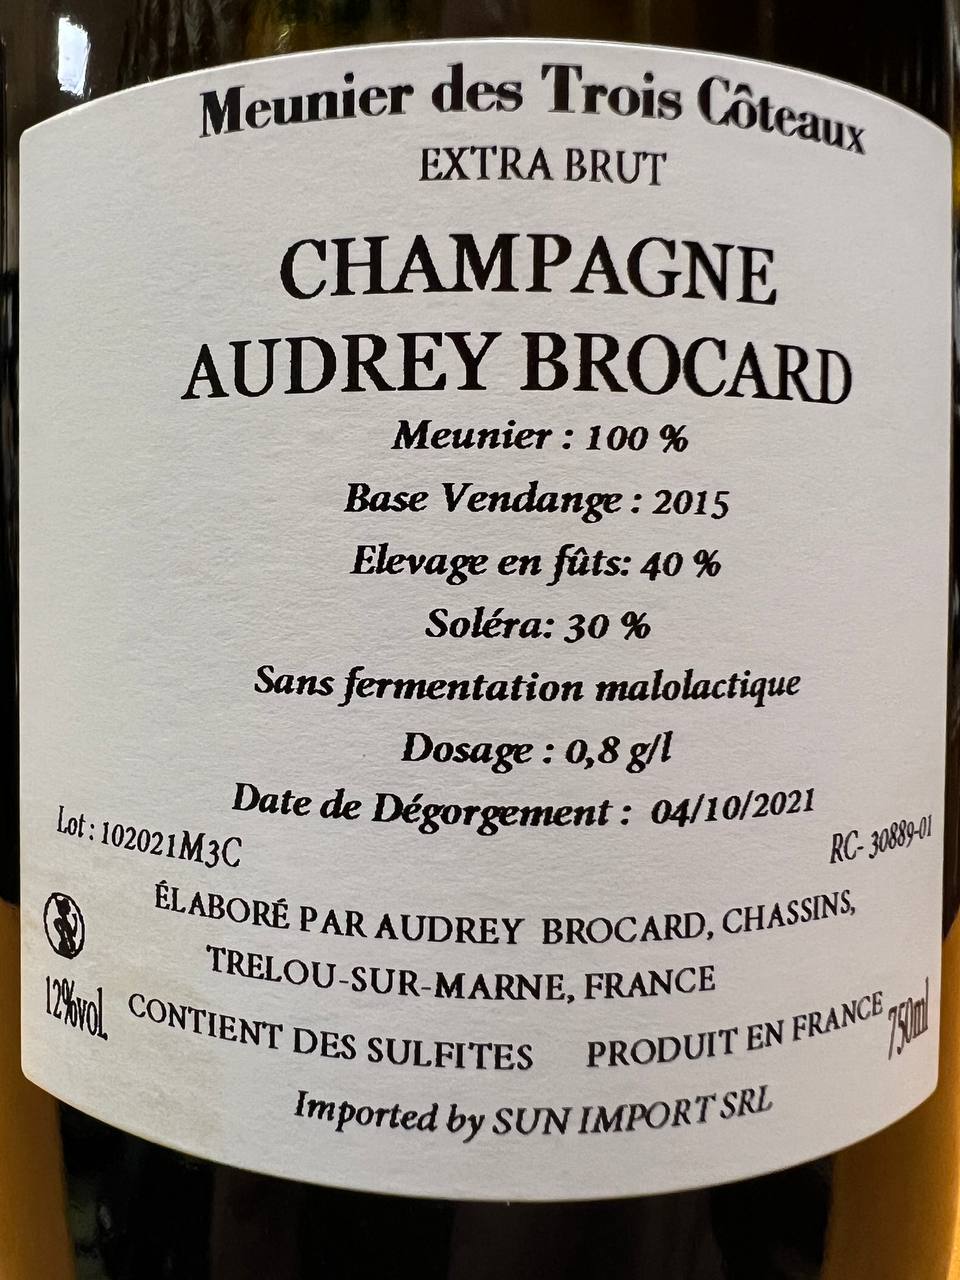 Meunier des Trois Côteaux
EXTRA BRUT
CHAMPAGNE
AUDREY BROCARD
Meunier : 100 %
Base Vendange : 2015
Elevage en fûts: 40 %
Soléra: 30 %
Sans fermentation malolactique
Dosage : 0,8 g/l
Date de Dégorgement : 04/10/2021
Lot : 102021M3C
RC- 30889-01
ÉLABORÉ PAR AUDREY BROCARD, CHASSINS,
TRELOU-SUR-MARNE, FRANCE
12%vol.
CONTIENT DES SULFITES PRODUIT EN FRANCE
750ml
Imported by SUN IMPORT SRL